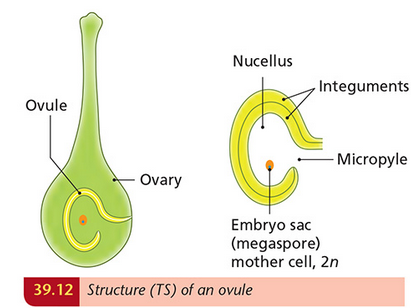 Ovule
Ovary
Nucellus
Integuments
Micropyle
Embryo sac
(megaspore)
mother cell, 2n
39.12 Structure (TS) of an ovule